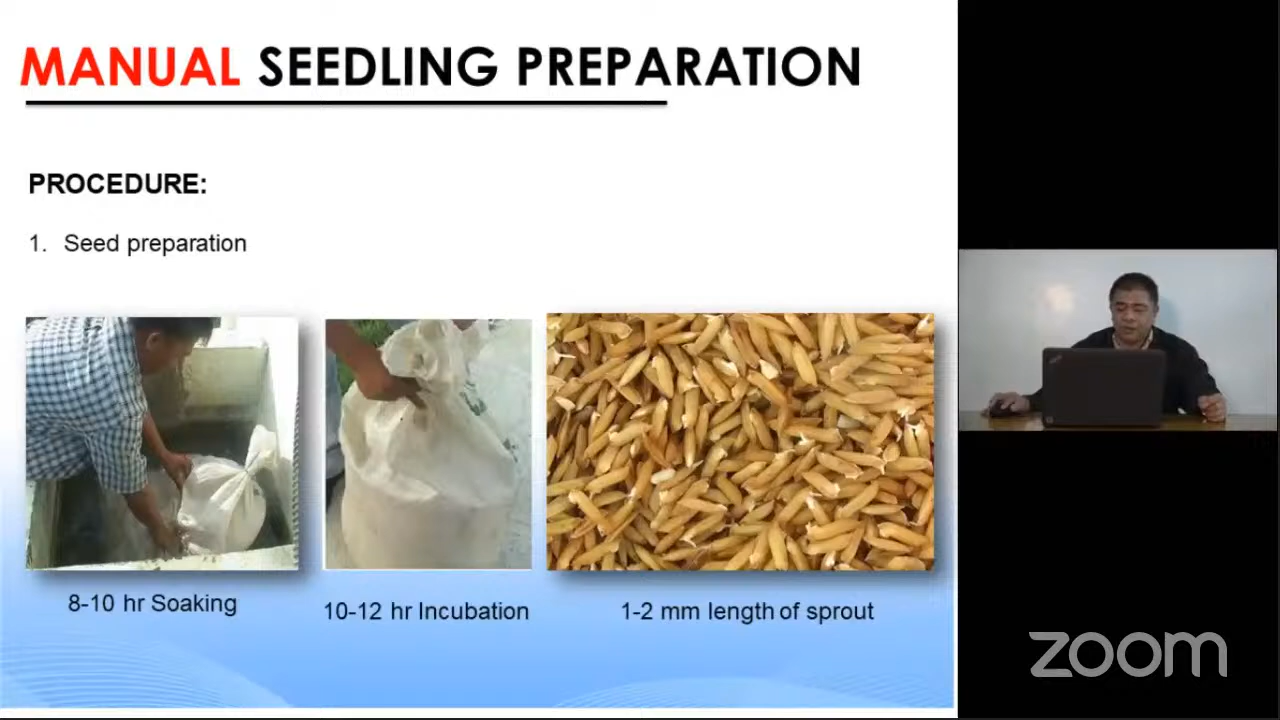 MANUAL SEEDLING PREPARATION
PROCEDURE:
1. Seed preparation
8-10 hr Soaking
10-12 hr Incubation
1-2 mm length of sprout
zoom